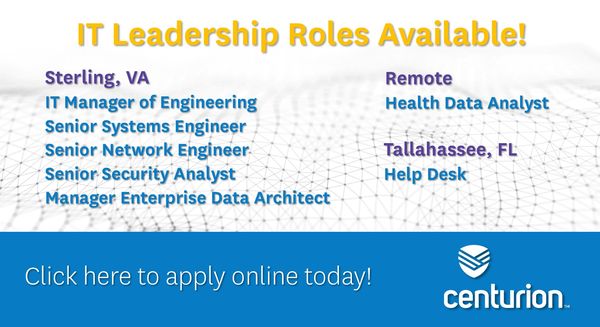 IT Leadership Roles Available!
Sterling, VA
IT Manager of Engineering
Senior Systems Engineer
Senior Network Engineer
Senior Security Analyst
Manager Enterprise Data Architect
Remote
Health Data Analyst
Tallahassee, FL
Help Desk
Click here to apply online today!
centurion™